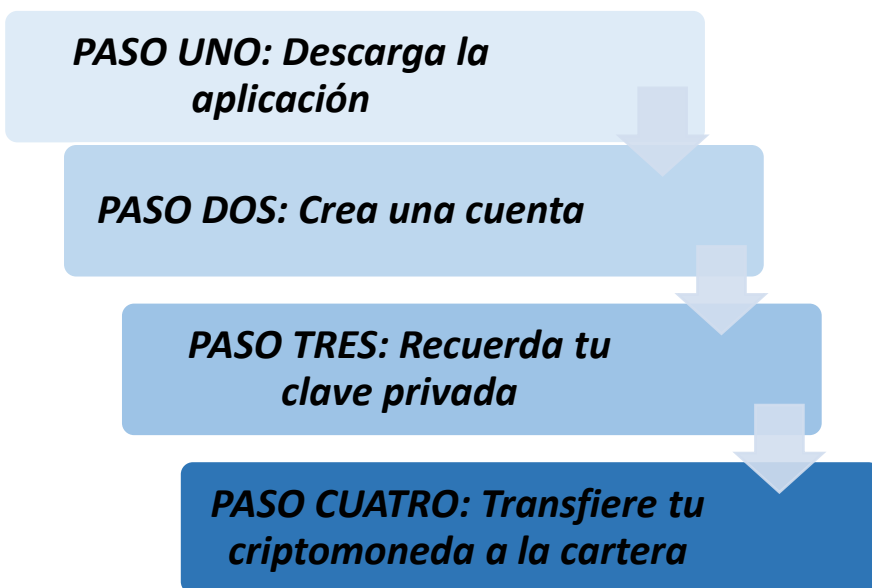 PASO UNO: Descarga la
aplicación
PASO DOS: Crea una cuenta
PASO TRES: Recuerda tu
clave privada
PASO CUATRO: Transfiere tu
criptomoneda a la cartera